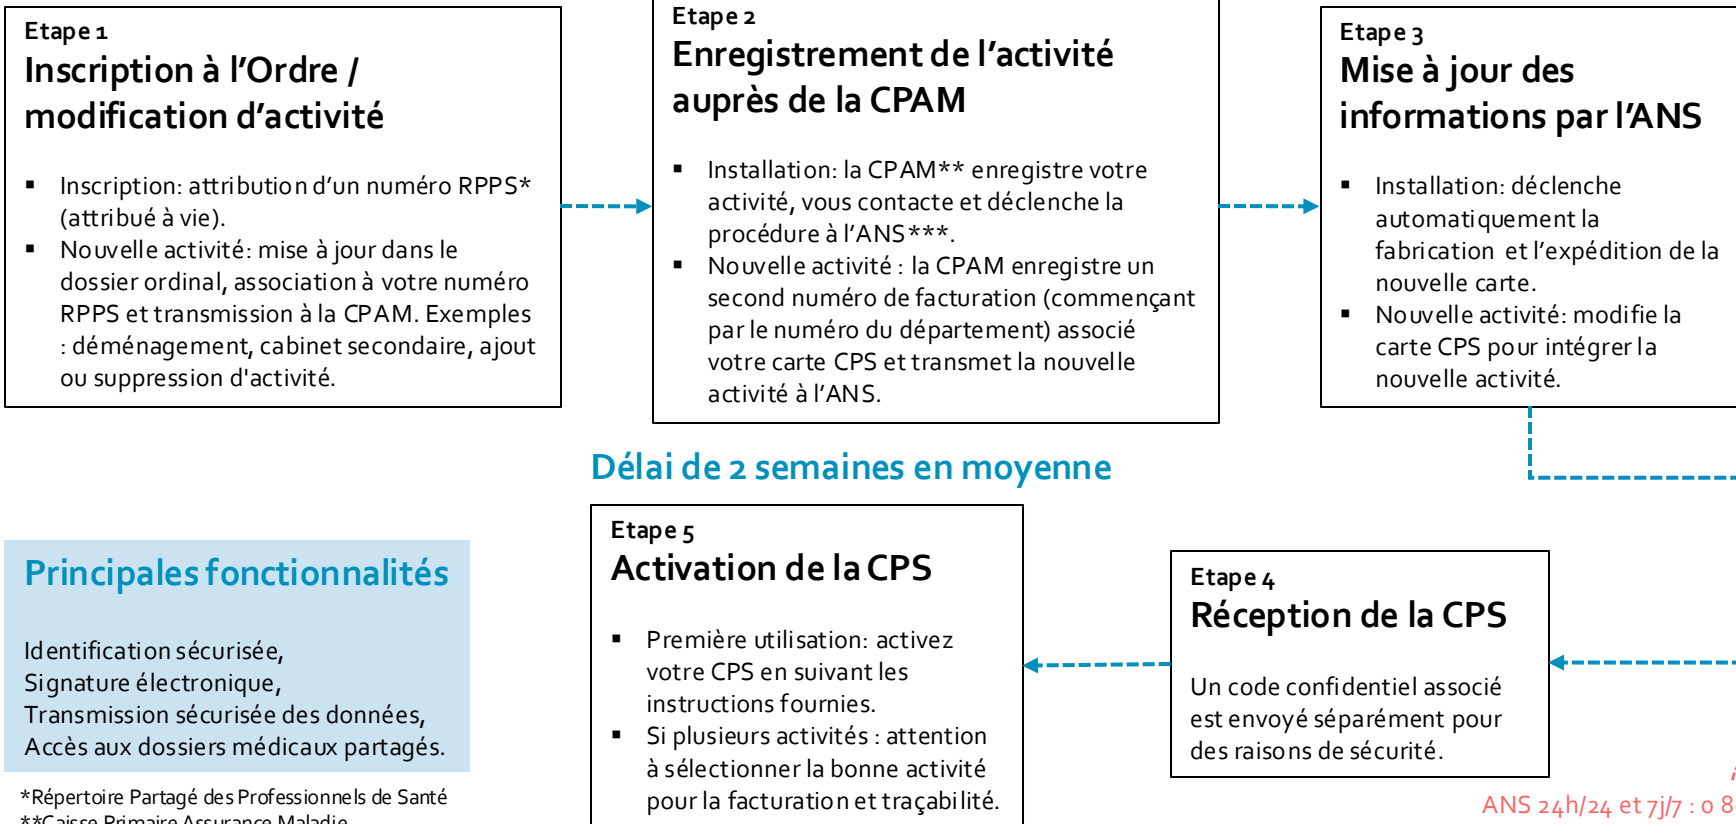 Etape 1
Inscription à l’Ordre /
modification d’activité
▪ Inscription: attribution d’un numéro RPPS*
(attribué à vie).
▪ Nouvelle activité: mise à jour dans le
dossier ordinal, association à votre numéro
RPPS et transmission à la CPAM. Exemples
: déménagement, cabinet secondaire, ajout
ou suppression d'activité.
Etape 2
Enregistrement de l’activité
auprès de la CPAM
▪ Installation: la CPAM** enregistre votre
activité, vous contacte et déclenche la
procédure à l’ANS***.
▪ Nouvelle activité : la CPAM enregistre un
second numéro de facturation (commençant
par le numéro du département) associé
votre carte CPS et transmet la nouvelle
activité à l’ANS.
Etape 3
Mise à jour des
informations par l’ANS
▪ Installation: déclenche
automatiquement la
fabrication et l’expédition de la
nouvelle carte.
▪ Nouvelle activité: modifie la
carte CPS pour intégrer la
nouvelle activité.
Délai de 2 semaines en moyenne
Etape 4
Réception de la CPS
Un code confidentiel associé
est envoyé séparément pour
des raisons de sécurité.
Etape 5
Activation de la CPS
▪ Première utilisation: activez
votre CPS en suivant les
instructions fournies.
▪ Si plusieurs activités : attention
à sélectionner la bonne activité
pour la facturation et traçabilité.
Principales fonctionnalités
Identification sécurisée,
Signature électronique,
Transmission sécurisée des données,
Accès aux dossiers médicaux partagés.
*Répertoire Partagé des Professionnels de Santé
**Caisse Primaire Assurance Maladie
ANS 24h/24 et 7j/7 : 0 8